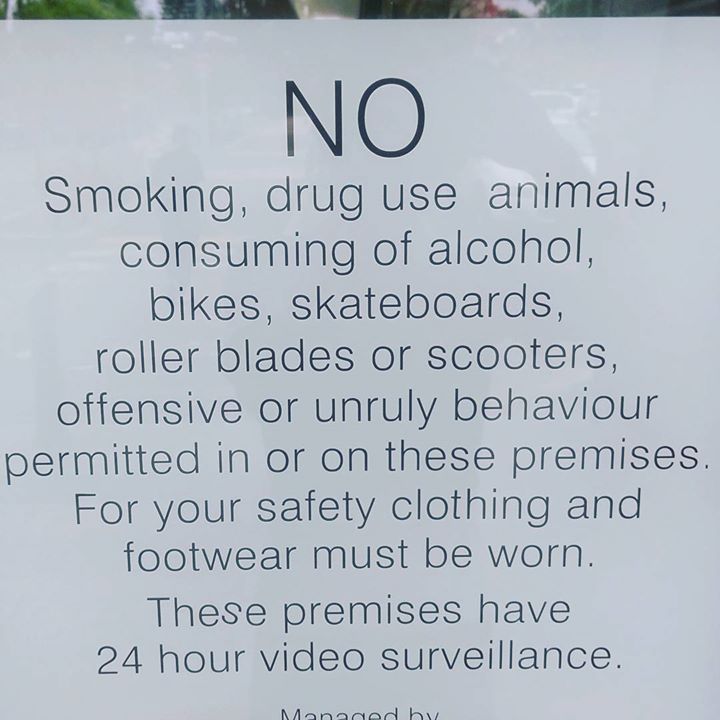 NO
Smoking, drug use animals,
consuming of alcohol,
bikes, skateboards,
roller blades or scooters,
offensive or unruly behaviour
permitted in or on these premises.
For your safety clothing and
footwear must be worn.
These premises have
24 hour video surveillance.
Managed by